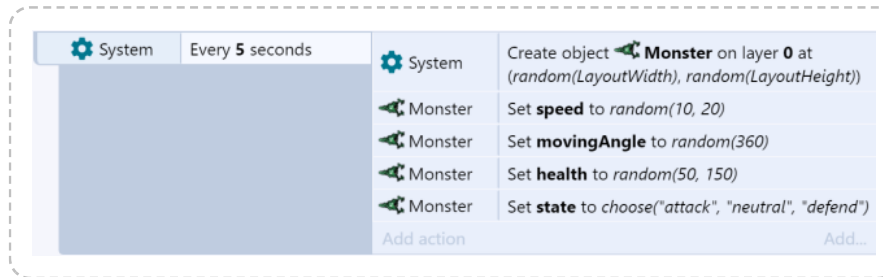 System Every 5 seconds
System Create object Monster on layer 0 at
(random(LayoutWidth), random(LayoutHeight))
Monster Set speed to random(10, 20)
Monster Set movingAngle to random(360)
Monster Set health to random(50, 150)
Monster Set state to choose("attack", "neutral", "defend")
Add action Add...